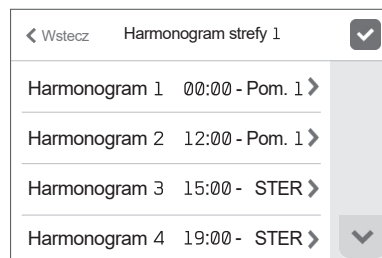 Wstecz Harmonogram strefy 1
Harmonogram 1 00:00 - Pom. 1
Harmonogram 2 12:00 - Pom. 1
Harmonogram 3 15:00 - STER
Harmonogram 4 19:00 - STER